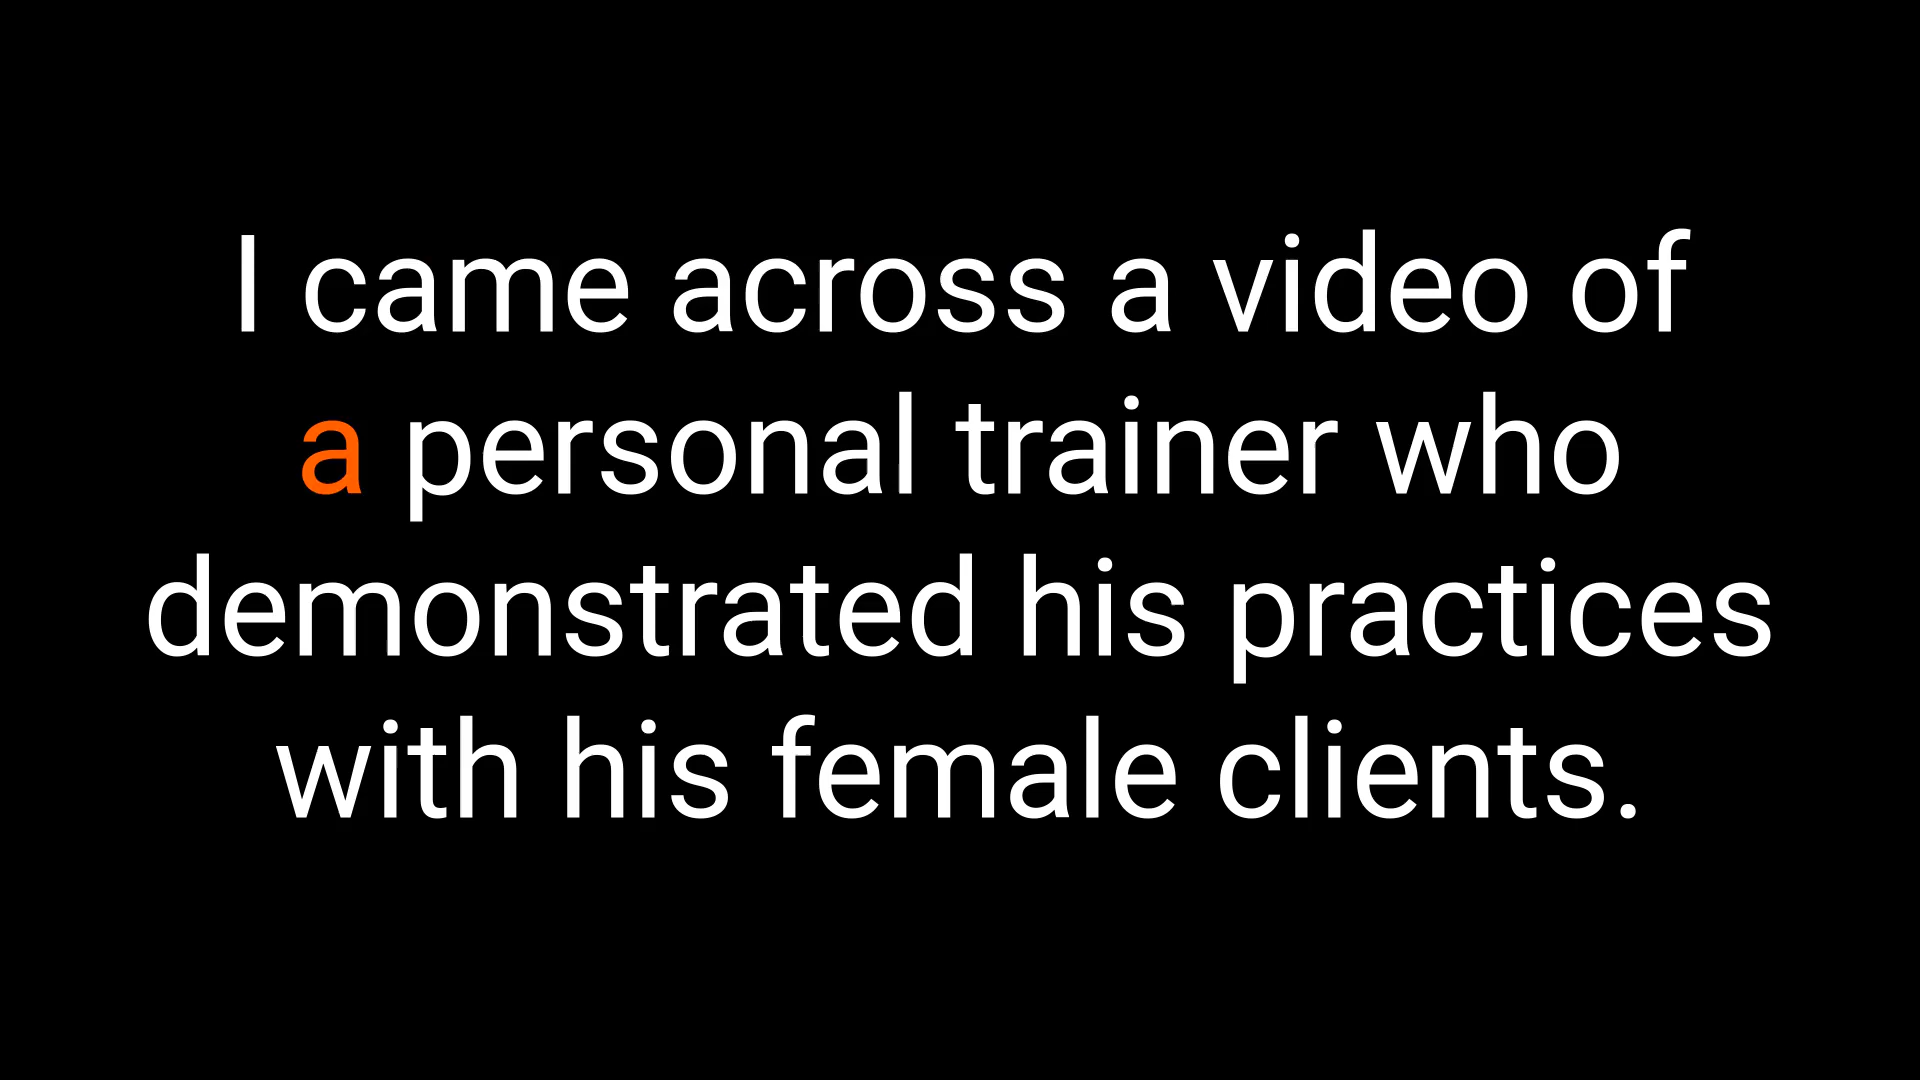 I came across a video of
a personal trainer who
demonstrated his practices
with his female clients.